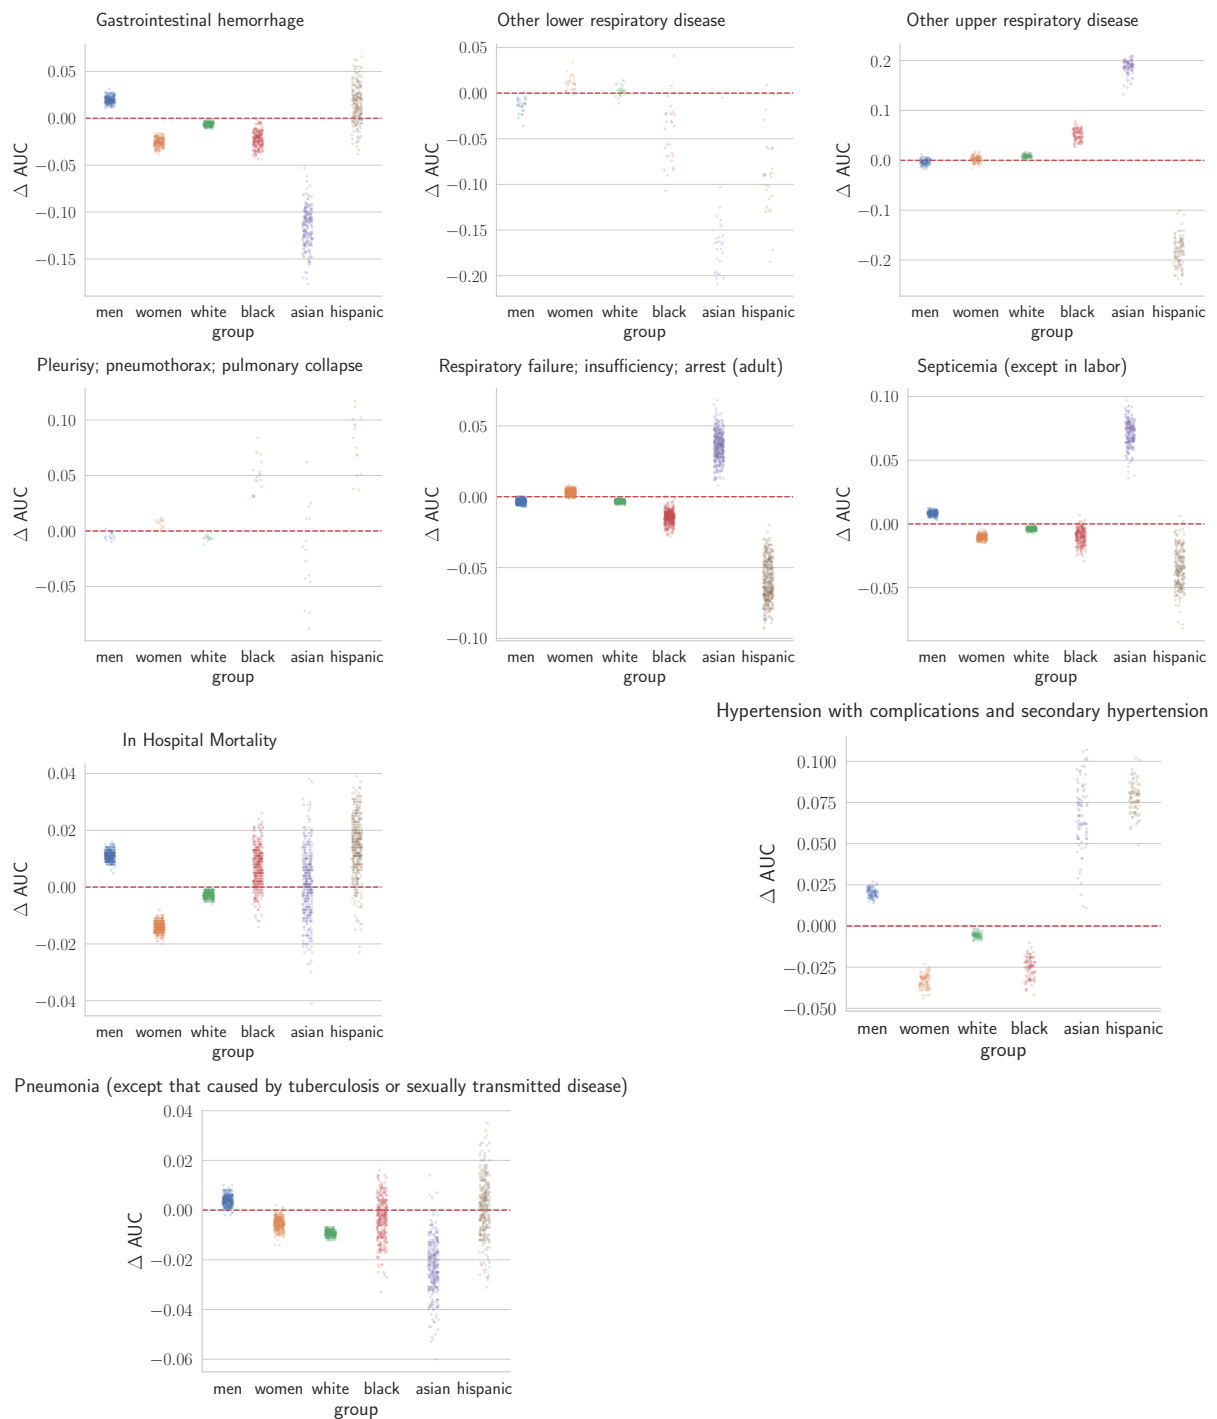 Gastrointestinal hemorrhage
0.05
0.00
−0.05
−0.10
−0.15
Δ AUC
men women white black asian hispanic
group
Other lower respiratory disease
0.05
0.00
−0.05
−0.10
−0.15
−0.20
Δ AUC
men women white black asian hispanic
group
Other upper respiratory disease
0.2
0.1
0.0
−0.1
−0.2
Δ AUC
men women white black asian hispanic
group
Pleurisy; pneumothorax; pulmonary collapse
0.10
0.05
0.00
−0.05
Δ AUC
men women white black asian hispanic
group
Respiratory failure; insufficiency; arrest (adult)
0.05
0.00
−0.05
−0.10
Δ AUC
men women white black asian hispanic
group
Septicemia (except in labor)
0.10
0.05
0.00
−0.05
Δ AUC
men women white black asian hispanic
group
In Hospital Mortality
0.04
0.02
0.00
−0.02
−0.04
Δ AUC
men women white black asian hispanic
group
Hypertension with complications and secondary hypertension
0.100
0.075
0.050
0.025
0.000
−0.025
−0.050
Δ AUC
men women white black asian hispanic
group
Pneumonia (except that caused by tuberculosis or sexually transmitted disease)
0.04
0.02
0.00
−0.02
−0.04
−0.06
Δ AUC
men women white black asian hispanic
group